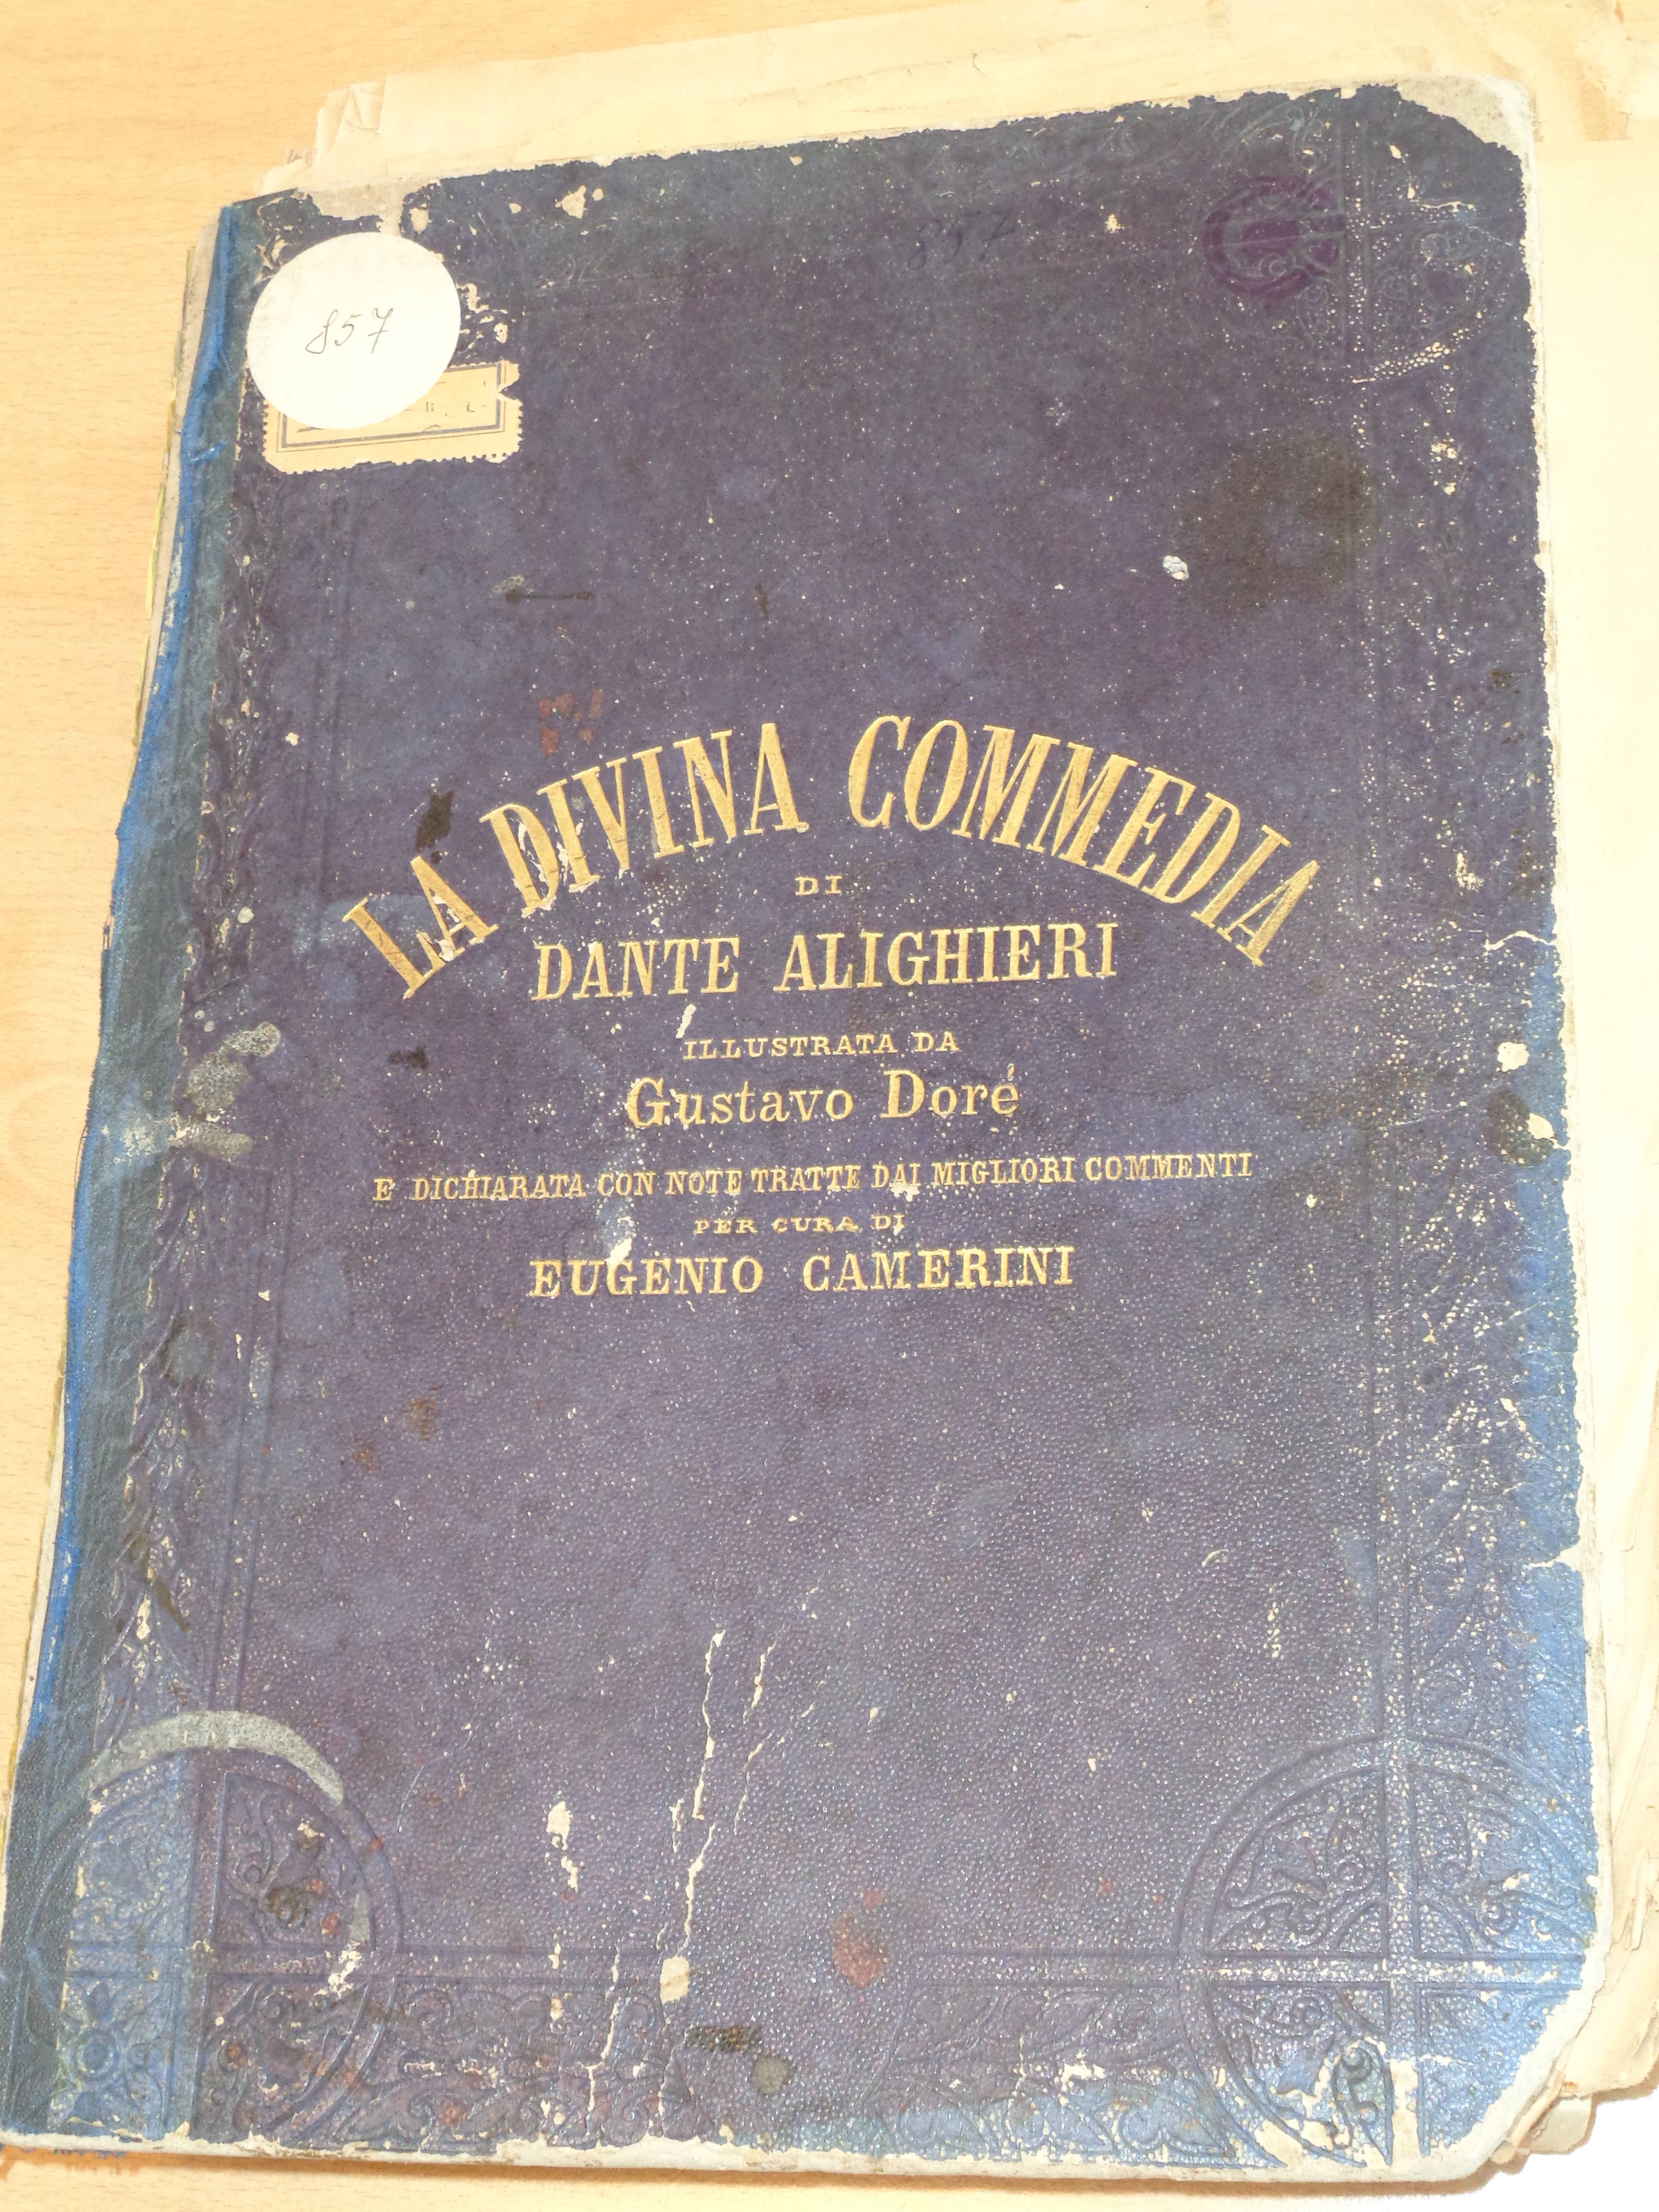 857
857
LA DIVINA COMMEDIA
DI
DANTE ALIGHIERI
ILLUSTRATA DA
Gustavo Doré
E DICHIARATA CON NOTE TRATTE DAI MIGLIORI COMMENTI
PER CURA DI
EUGENIO CAMERINI